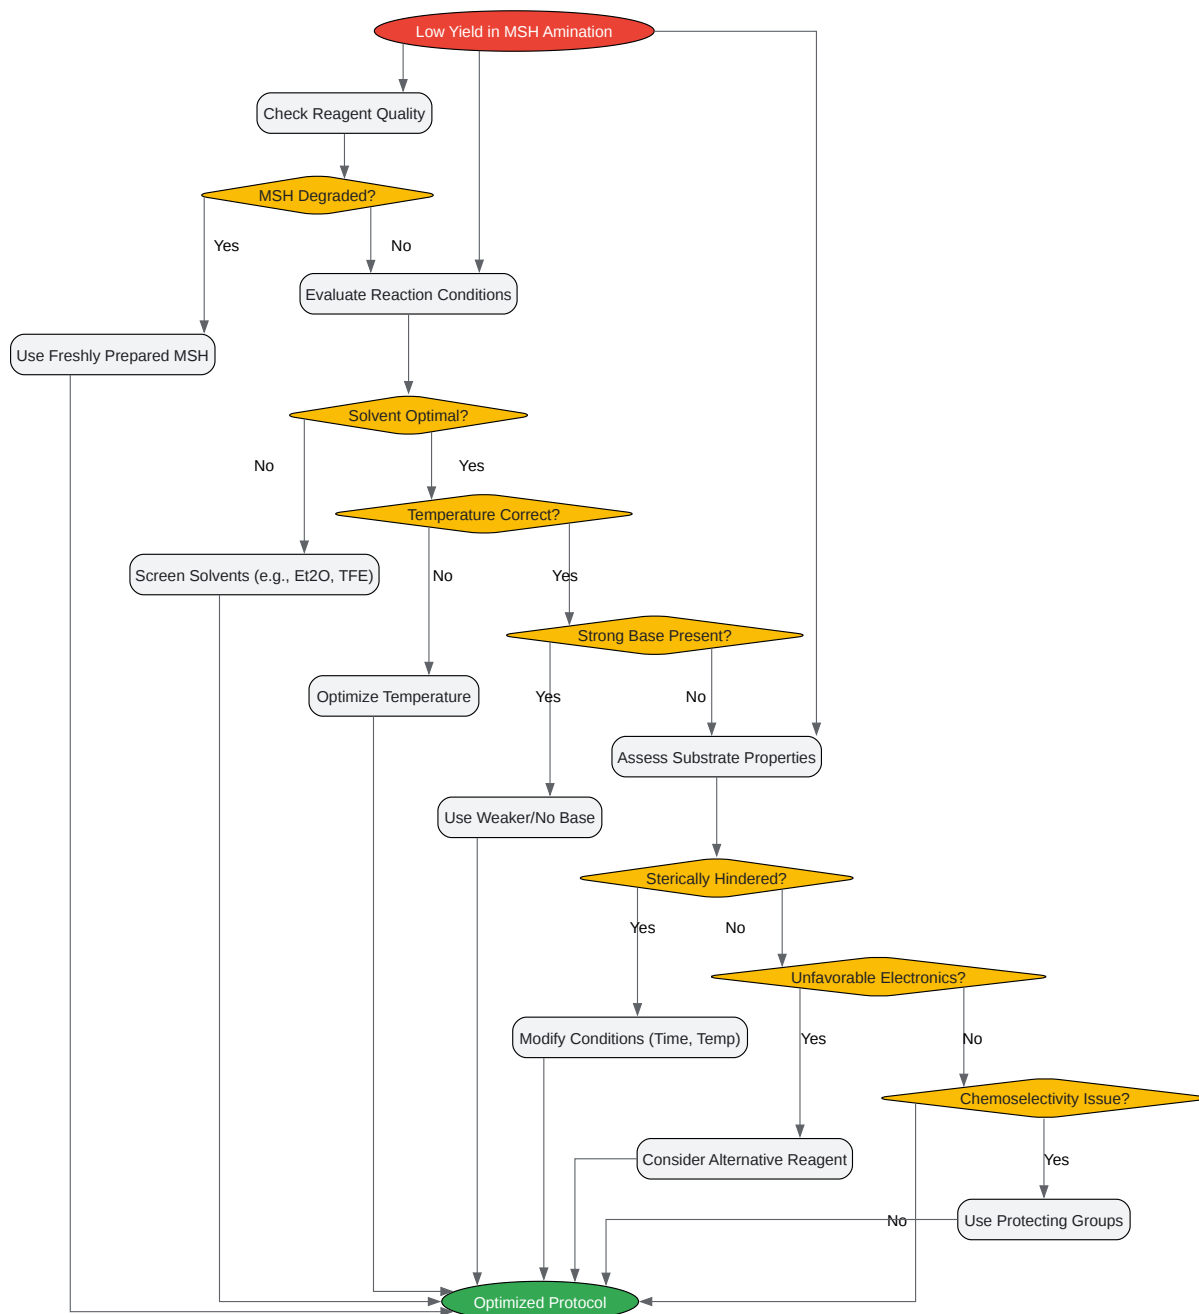 Low Yield in MSH Amination
Check Reagent Quality
MSH Degraded?
Yes
No
Evaluate Reaction Conditions
Use Freshly Prepared MSH
Solvent Optimal?
No
Yes
Temperature Correct?
Screen Solvents (e.g., Et2O, TFE)
No
Yes
Strong Base Present?
Optimize Temperature
Yes
No
Assess Substrate Properties
Use Weaker/No Base
Sterically Hindered?
Yes
No
Unfavorable Electronics?
Modify Conditions (Time, Temp)
Yes
No
Chemoselectivity Issue?
Consider Alternative Reagent
Yes
Use Protecting Groups
No
Optimized Protocol